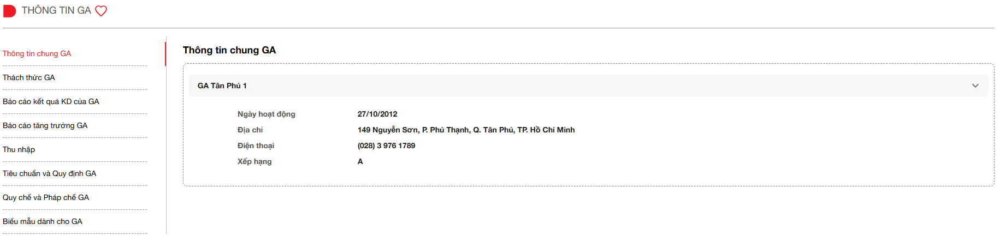 THÔNG TIN GA
Thông tin chung GA
Thách thức GA
Báo cáo kết quả KD của GA
Báo cáo tăng trưởng GA
Thu nhập
Tiêu chuẩn và Quy định GA
Quy chế và Pháp chế GA
Biểu mẫu dành cho GA
Thông tin chung GA
GA Tân Phú 1
Ngày hoạt động 27/10/2012
Địa chỉ 149 Nguyễn Sơn, P. Phú Thạnh, Q. Tân Phú, TP. Hồ Chí Minh
Điện thoại (028) 3 976 1789
Xếp hạng A